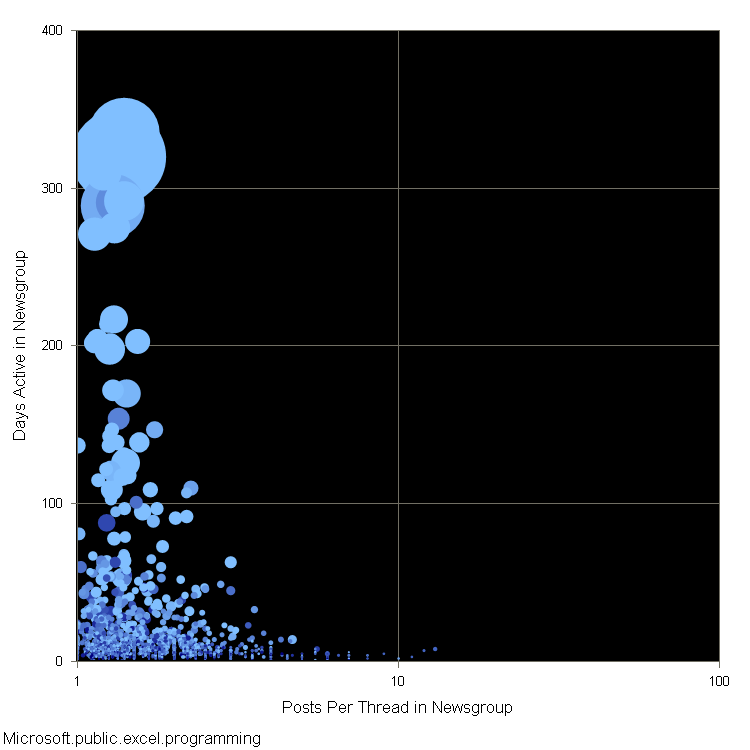 400
300
200
100
0
Days Active in Newsgroup
1
10
100
Posts Per Thread in Newsgroup
Microsoft.public.excel.programming